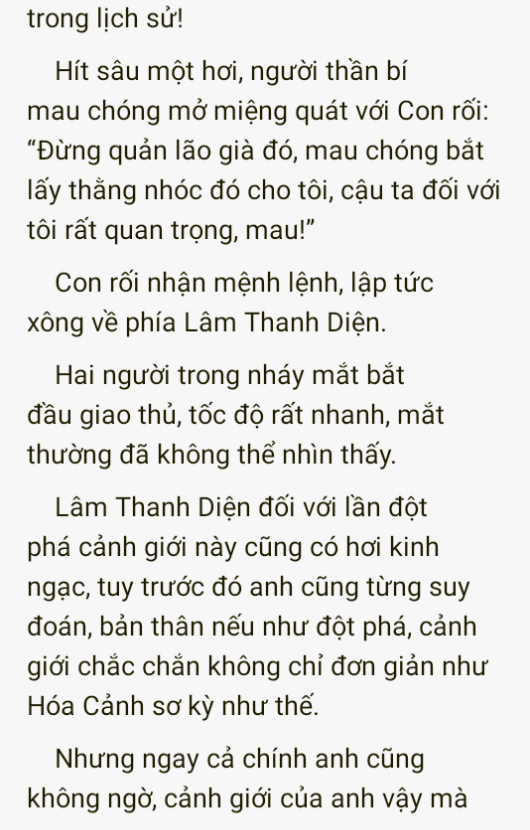 trong lịch sử!
Hít sâu một hơi, người thần bí
mau chóng mở miệng quát với Con rối:
“Đừng quản lão già đó, mau chóng bắt
lấy thằng nhóc đó cho tôi, cậu ta đối với
tôi rất quan trọng, mau!”
Con rối nhận mệnh lệnh, lập tức
xông về phía Lâm Thanh Diện.
Hai người trong nháy mắt bắt
đầu giao thủ, tốc độ rất nhanh, mắt
thường đã không thể nhìn thấy.
Lâm Thanh Diện đối với lần đột
phá cảnh giới này cũng có hơi kinh
ngạc, tuy trước đó anh cũng từng suy
đoán, bản thân nếu như đột phá, cảnh
giới chắc chắn không chỉ đơn giản như
Hóa Cảnh sơ kỳ như thế.
Nhưng ngay cả chính anh cũng
không ngờ, cảnh giới của anh vậy mà